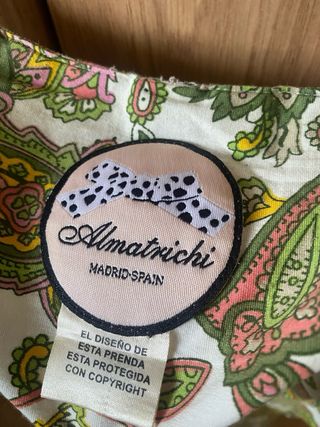 Almatrichi
MADRID-SPAIN
EL DISEÑO DE
ESTA PRENDA
ESTA PROTEGIDA
CON COPYRIGHT